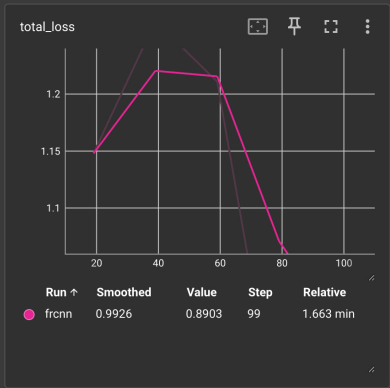 total_loss
1.2
1.15
1.1
20 40 60 80 100
Run ↑ Smoothed Value Step Relative
frcnn 0.9926 0.8903 99 1.663 min